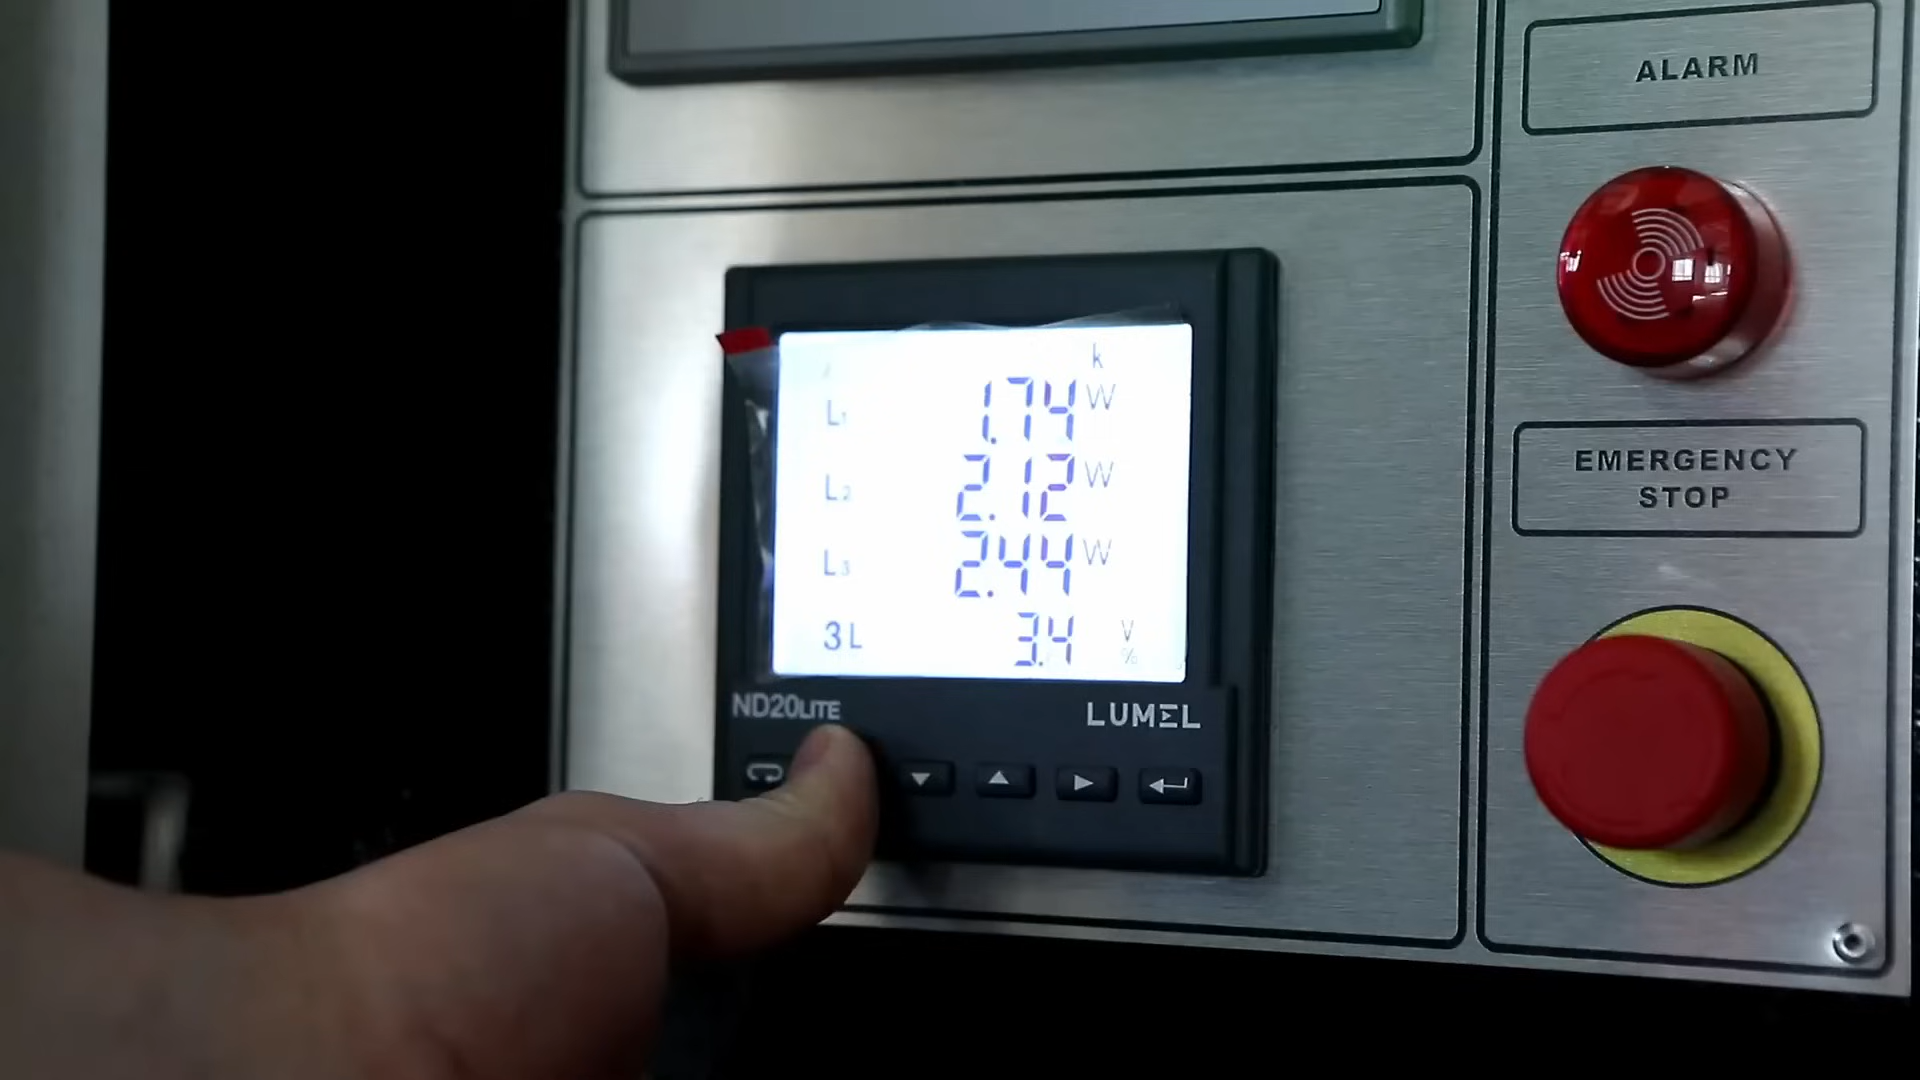 ALARM
k
L1 1.74 W
L2 2.12 W
L3 2.44 W
3L 3.4 V
%
ND20LITE LUMEL
EMERGENCY
STOP